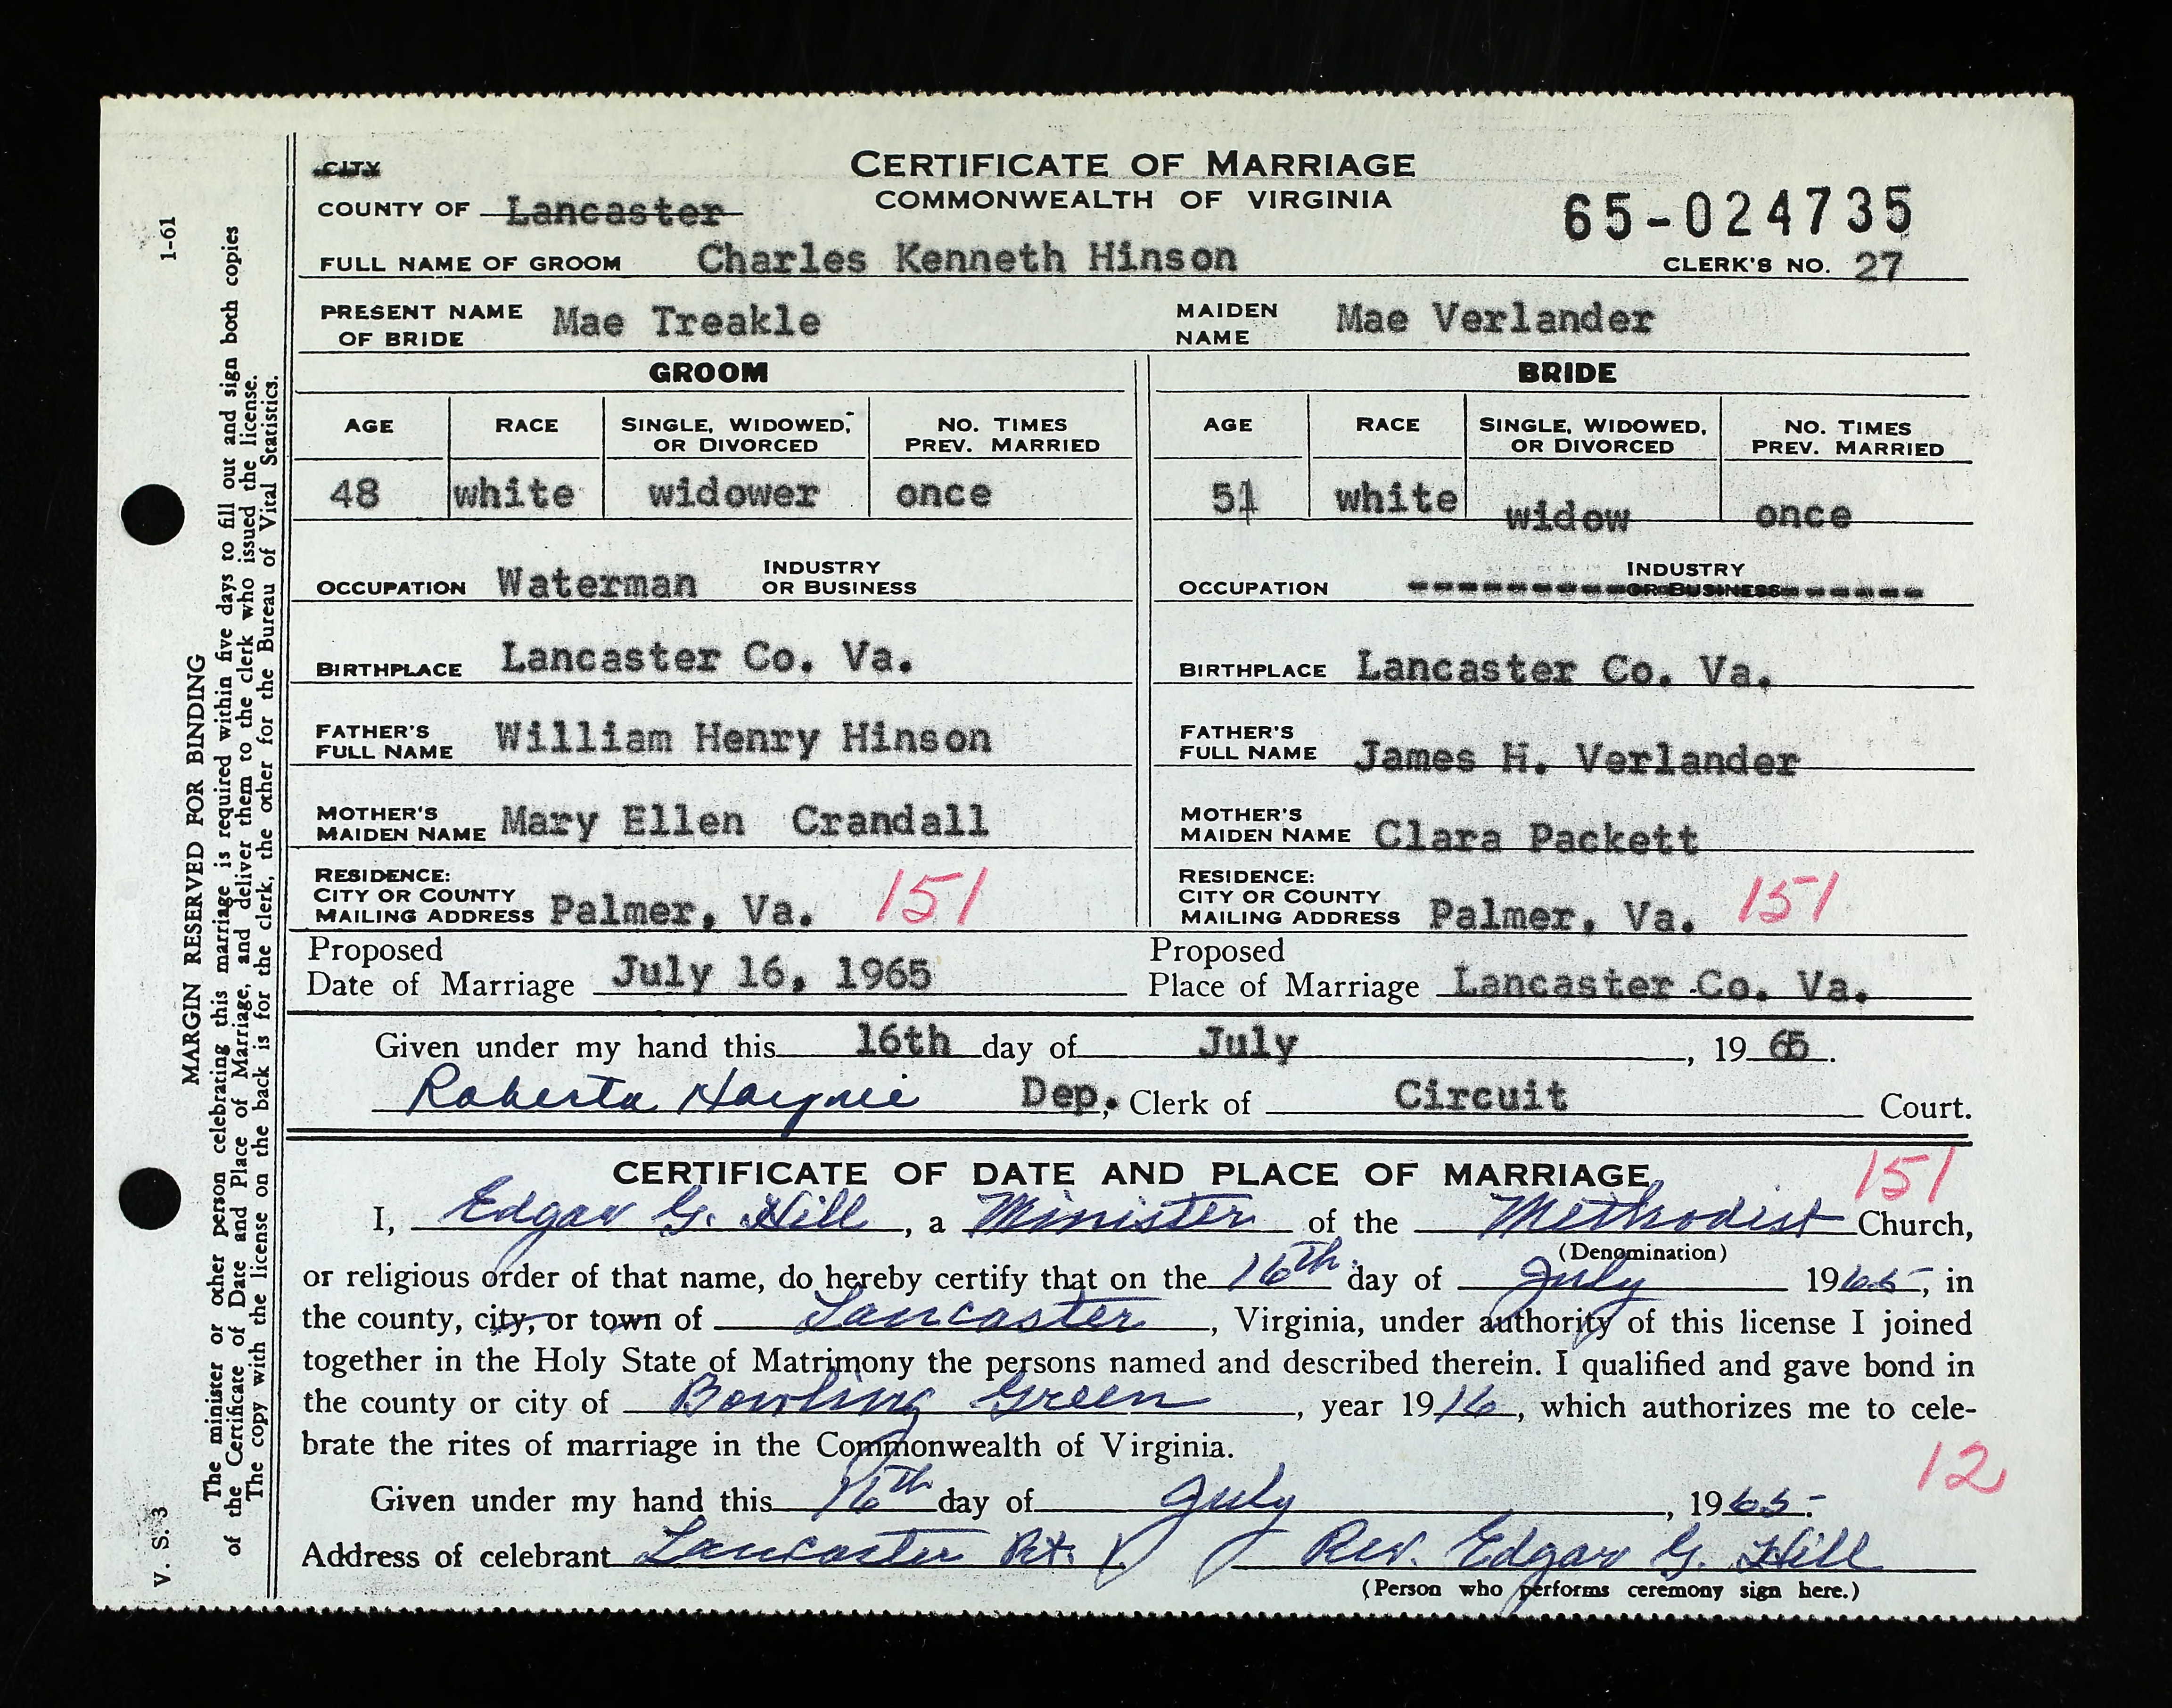 CITY
CERTIFICATE OF MARRIAGE
COUNTY OF Lancaster
COMMONWEALTH OF VIRGINIA
65-024735
FULL NAME OF GROOM Charles Kenneth Hinson
CLERK'S NO. 27
PRESENT NAME OF BRIDE Mae Treakle
MAIDEN NAME Mae Verlander
GROOM
BRIDE
AGE RACE SINGLE, WIDOWED, OR DIVORCED NO. TIMES PREV. MARRIED
AGE RACE SINGLE, WIDOWED, OR DIVORCED NO. TIMES PREV. MARRIED
48 white widower once
51 white widow once
OCCUPATION Waterman INDUSTRY OR BUSINESS
OCCUPATION INDUSTRY OR BUSINESS
BIRTHPLACE Lancaster Co. Va.
BIRTHPLACE Lancaster Co. Va.
FATHER'S FULL NAME William Henry Hinson
FATHER'S FULL NAME James H. Verlander
MOTHER'S MAIDEN NAME Mary Ellen Crandall
MOTHER'S MAIDEN NAME Clara Packett
RESIDENCE: CITY OR COUNTY MAILING ADDRESS Palmer, Va. 151
RESIDENCE: CITY OR COUNTY MAILING ADDRESS Palmer, Va. 151
Proposed Date of Marriage July 16, 1965
Proposed Place of Marriage Lancaster Co. Va.
Given under my hand this 16th day of July, 1965.
Roberta Haynie Dep. Clerk of Circuit Court.
CERTIFICATE OF DATE AND PLACE OF MARRIAGE 151
I, Edgar G. Hill, a Minister of the Methodist Church,
(Denomination)
or religious order of that name, do hereby certify that on the 16th day of July 1965, in
the county, city, or town of Lancaster, Virginia, under authority of this license I joined
together in the Holy State of Matrimony the persons named and described therein. I qualified and gave bond in
the county or city of Bowling Green, year 1916, which authorizes me to cele-
brate the rites of marriage in the Commonwealth of Virginia.
12
Given under my hand this 16th day of July, 1965.
Address of celebrant Lancaster Rt. 1 Rev. Edgar G. Hill
(Person who performs ceremony sign here.)
V. S. 3
1-61
MARGIN RESERVED FOR BINDING
The minister or other person celebrating this marriage is required within five days to fill out and sign both copies
of the Certificate of Date and Place of Marriage, and deliver them to the clerk who issued the license.
The copy with the license on the back is for the clerk, the other for the Bureau of Vital Statistics.